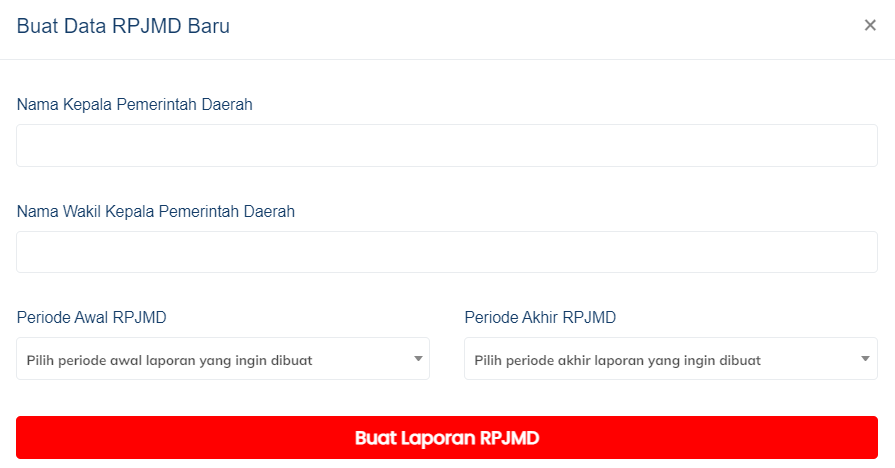 Buat Data RPJMD Baru
×
Nama Kepala Pemerintah Daerah
Nama Wakil Kepala Pemerintah Daerah
Periode Awal RPJMD
Periode Akhir RPJMD
Pilih periode awal laporan yang ingin dibuat
Pilih periode akhir laporan yang ingin dibuat
Buat Laporan RPJMD